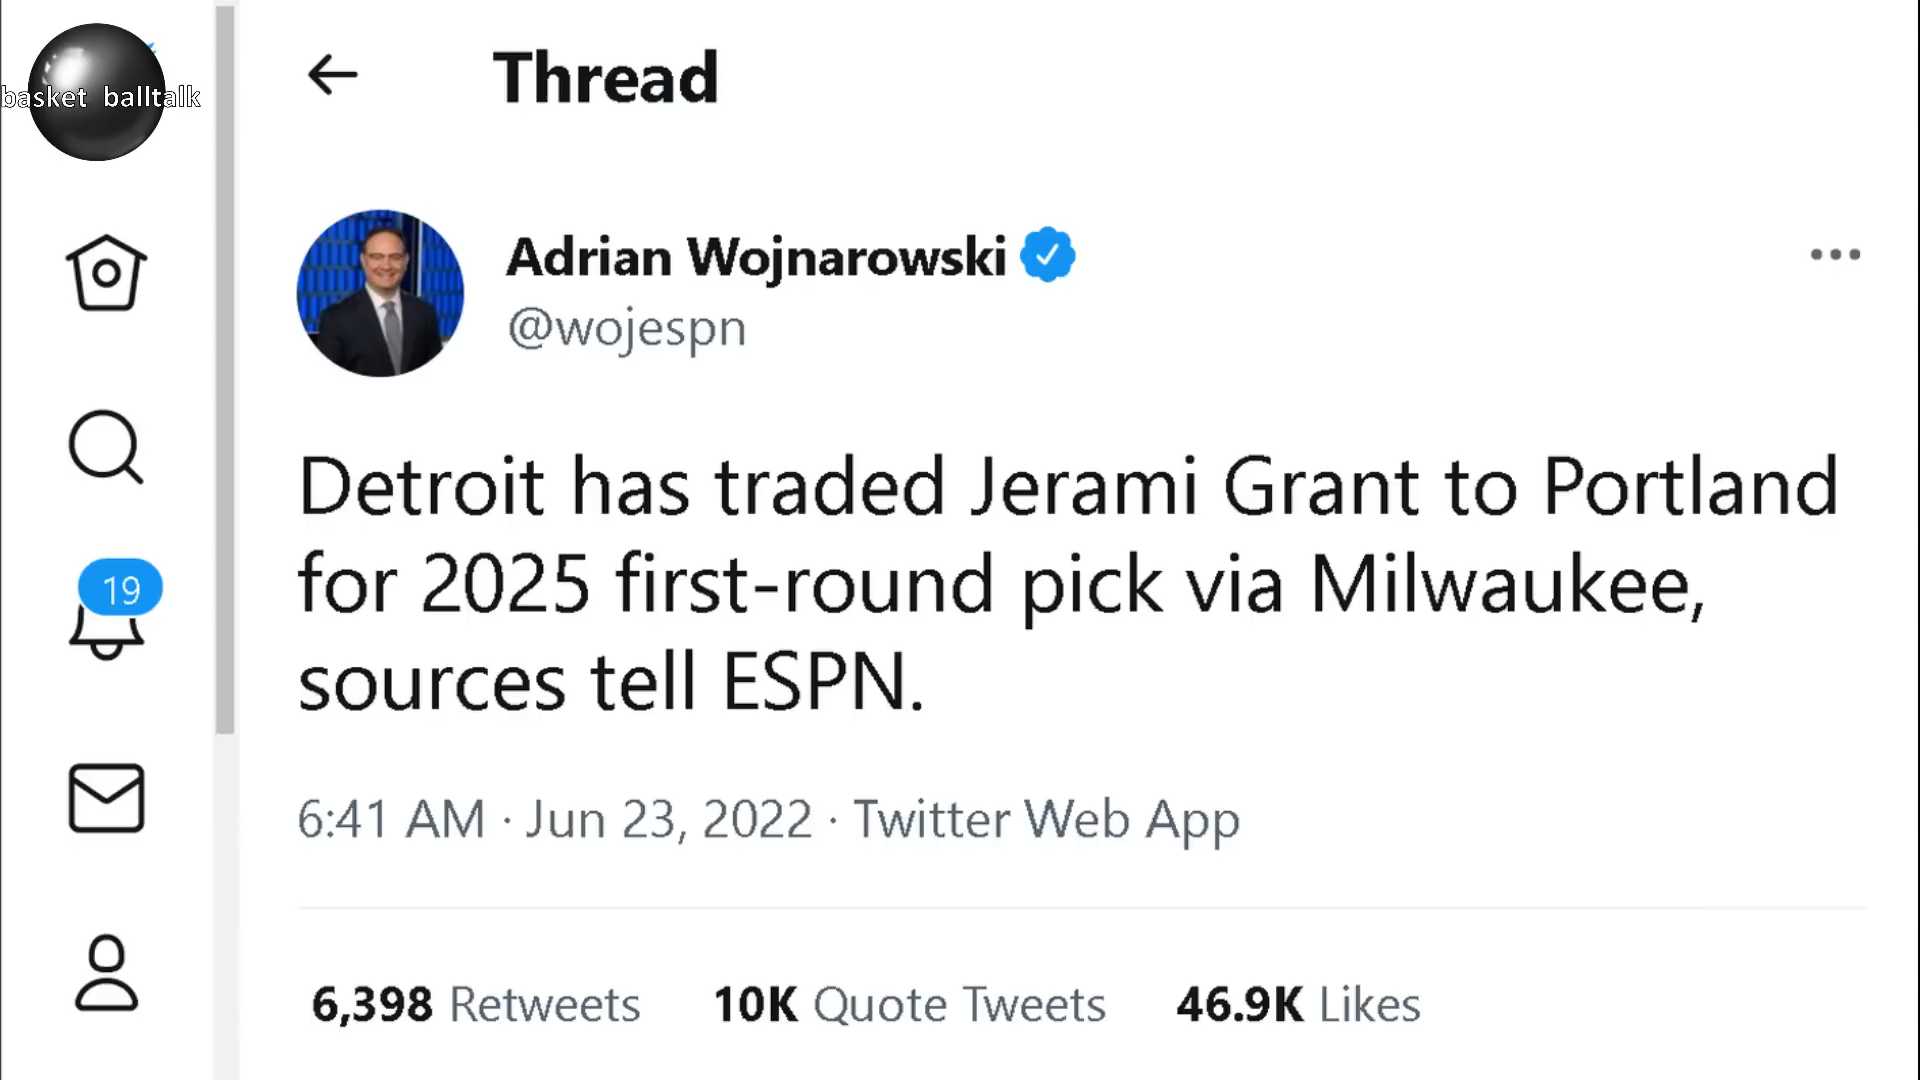 basket balltalk
Thread
Adrian Wojnarowski
@wojespn
Detroit has traded Jerami Grant to Portland
for 2025 first-round pick via Milwaukee,
sources tell ESPN.
6:41 AM · Jun 23, 2022 · Twitter Web App
19
6,398 Retweets 10K Quote Tweets 46.9K Likes